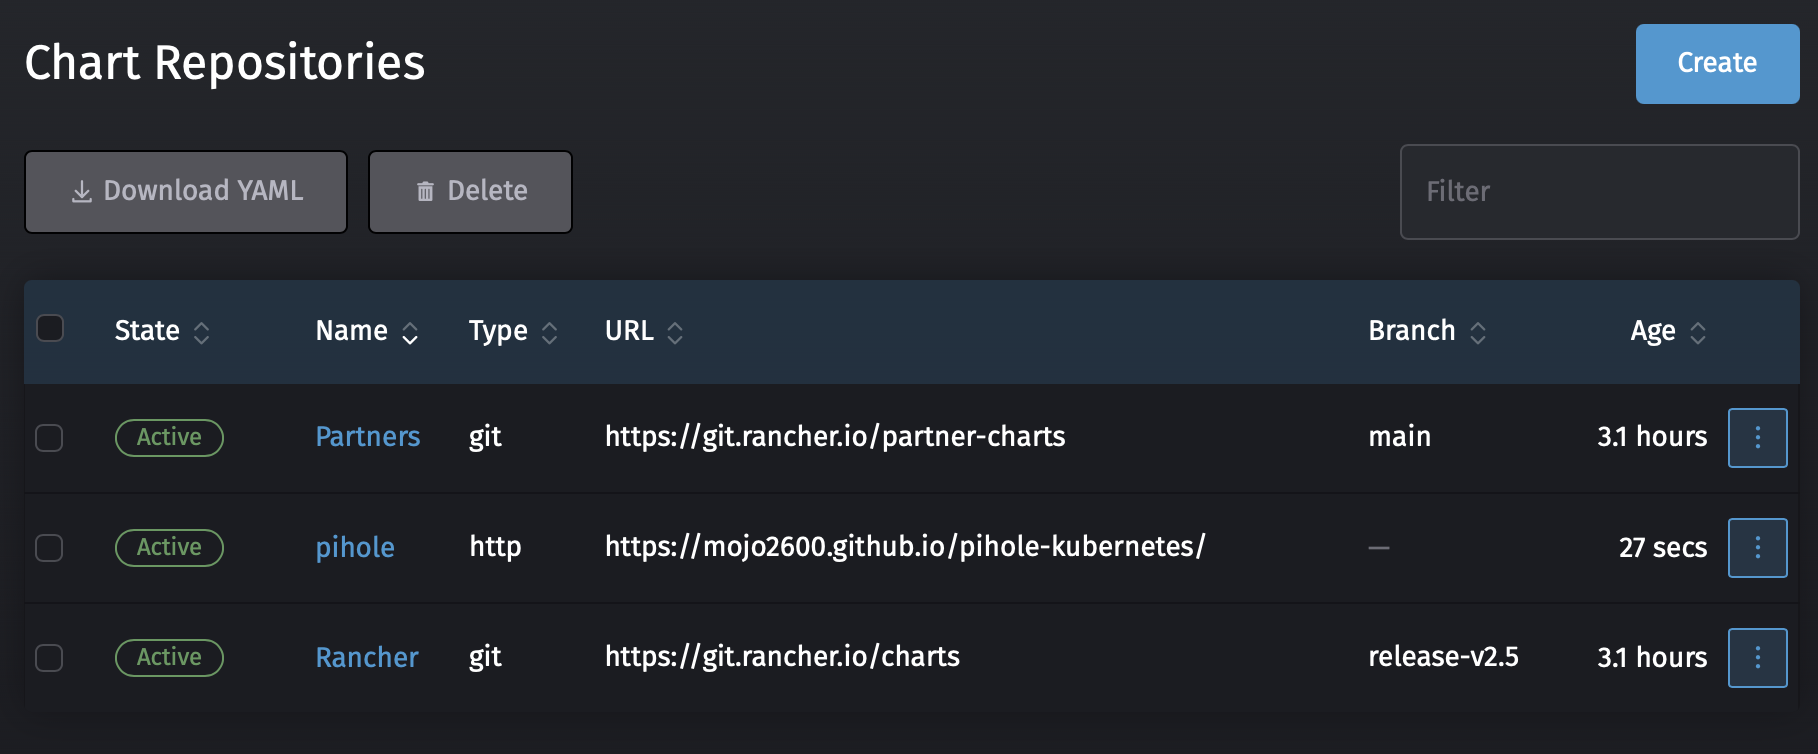 Chart Repositories
Create
Download YAML
Delete
Filter
State Name Type URL Branch Age
Active Partners git https://git.rancher.io/partner-charts main 3.1 hours
Active pihole http https://mojo2600.github.io/pihole-kubernetes/ — 27 secs
Active Rancher git https://git.rancher.io/charts release-v2.5 3.1 hours